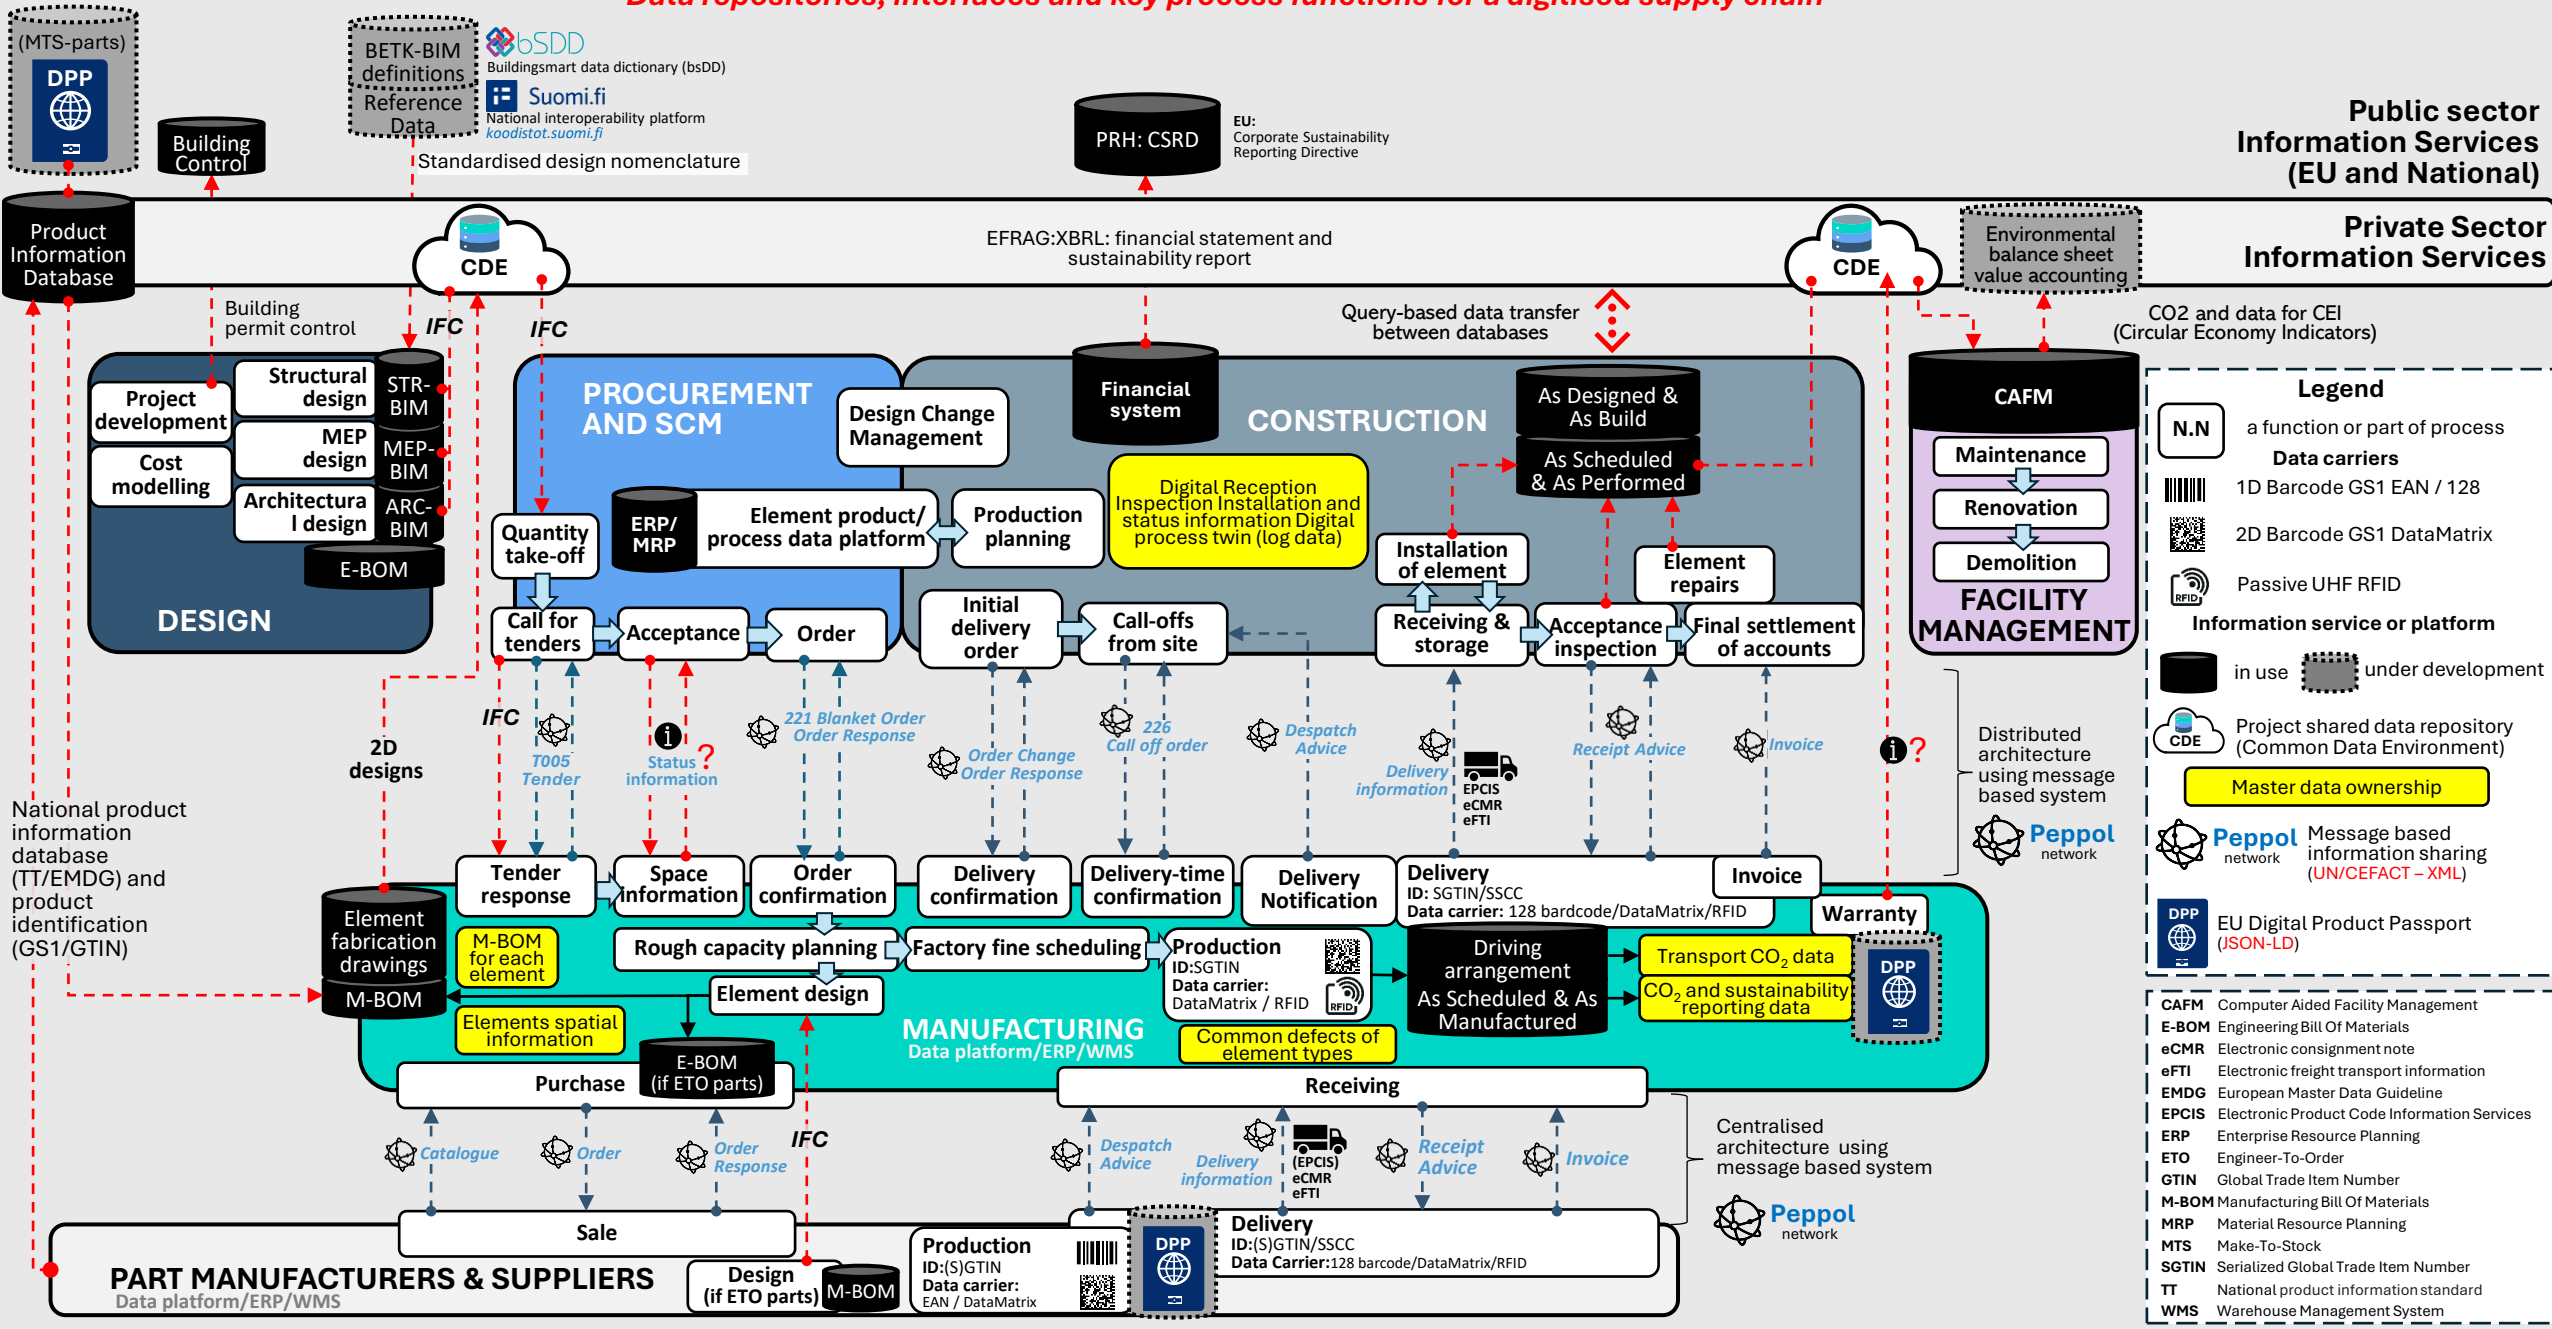 Data repositories, interfaces and key process functions for a digitised supply chain
(MTS-parts)
DPP
BETK-BIM
definitions
Reference
Data
bSDD
Buildingsmart data dictionary (bsDD)
Suomi.fi
National interoperability platform
koodistot.suomi.fi
Standardised design nomenclature
Building
Control
PRH: CSRD
EU:
Corporate Sustainability
Reporting Directive
Public sector
Information Services
(EU and National)
Product
Information
Database
CDE
EFRAG:XBRL: financial statement and
sustainability report
CDE
Environmental
balance sheet
value accounting
Private Sector
Information Services
Building
permit control
IFC
IFC
Query-based data transfer
between databases
CO2 and data for CEI
(Circular Economy Indicators)
Project
development
Cost
modelling
Structural
design
MEP
design
Architectura
l design
STR-
BIM
MEP-
BIM
ARC-
BIM
E-BOM
DESIGN
PROCUREMENT
AND SCM
Design Change
Management
Quantity
take-off
ERP/
MRP
Element product/
process data platform
Production
planning
Call for
tenders
Acceptance
Order
Financial
system
CONSTRUCTION
Digital Reception
Inspection Installation and
status information Digital
process twin (log data)
As Designed &
As Build
As Scheduled
& As Performed
Installation
of element
Element
repairs
Initial
delivery
order
Call-offs
from site
Receiving &
storage
Acceptance
inspection
Final settlement
of accounts
CAFM
Maintenance
Renovation
Demolition
FACILITY
MANAGEMENT
Legend
N.N
a function or part of process
Data carriers
1D Barcode GS1 EAN / 128
2D Barcode GS1 DataMatrix
RFID
Passive UHF RFID
Information service or platform
in use
under development
CDE
Project shared data repository
(Common Data Environment)
Master data ownership
Peppol
network
Message based
information sharing
(UN/CEFACT – XML)
DPP
EU Digital Product Passport
(JSON-LD)
2D
designs
IFC
T005
Tender
i
?
Status
information
221 Blanket Order
Order Response
Order Change
Order Response
226
Call off order
Despatch
Advice
Delivery
information
EPCIS
eCMR
eFTI
Receipt Advice
Invoice
i
?
Distributed
architecture
using message
based system
Peppol
network
National product
information
database
(TT/EMDG) and
product
identification
(GS1/GTIN)
Tender
response
Space
information
Order
confirmation
Delivery
confirmation
Delivery-time
confirmation
Delivery
Notification
Delivery
ID: SGTIN/SSCC
Data carrier: 128 bardcode/DataMatrix/RFID
Invoice
Warranty
Element
fabrication
drawings
M-BOM
M-BOM
for each
element
Elements spatial
information
Rough capacity planning
Factory fine scheduling
Element design
Production
ID:SGTIN
Data carrier:
DataMatrix / RFID
RFID
Driving
arrangement
As Scheduled & As
Manufactured
Transport CO2 data
CO2 and sustainability
reporting data
DPP
MANUFACTURING
Data platform/ERP/WMS
Common defects of
element types
E-BOM
(if ETO parts)
Purchase
Receiving
Catalogue
Order
Order
Response
IFC
Despatch
Advice
Delivery
information
(EPCIS)
eCMR
eFTI
Receipt
Advice
Invoice
Centralised
architecture using
message based system
Peppol
network
Sale
PART MANUFACTURERS & SUPPLIERS
Data platform/ERP/WMS
Design
(if ETO parts)
M-BOM
Production
ID:(S)GTIN
Data carrier:
EAN / DataMatrix
DPP
Delivery
ID:(S)GTIN/SSCC
Data Carrier:128 barcode/DataMatrix/RFID
CAFM Computer Aided Facility Management
E-BOM Engineering Bill Of Materials
eCMR Electronic consignment note
eFTI Electronic freight transport information
EMDG European Master Data Guideline
EPCIS Electronic Product Code Information Services
ERP Enterprise Resource Planning
ETO Engineer-To-Order
GTIN Global Trade Item Number
M-BOM Manufacturing Bill Of Materials
MRP Material Resource Planning
MTS Make-To-Stock
SGTIN Serialized Global Trade Item Number
TT National product information standard
WMS Warehouse Management System